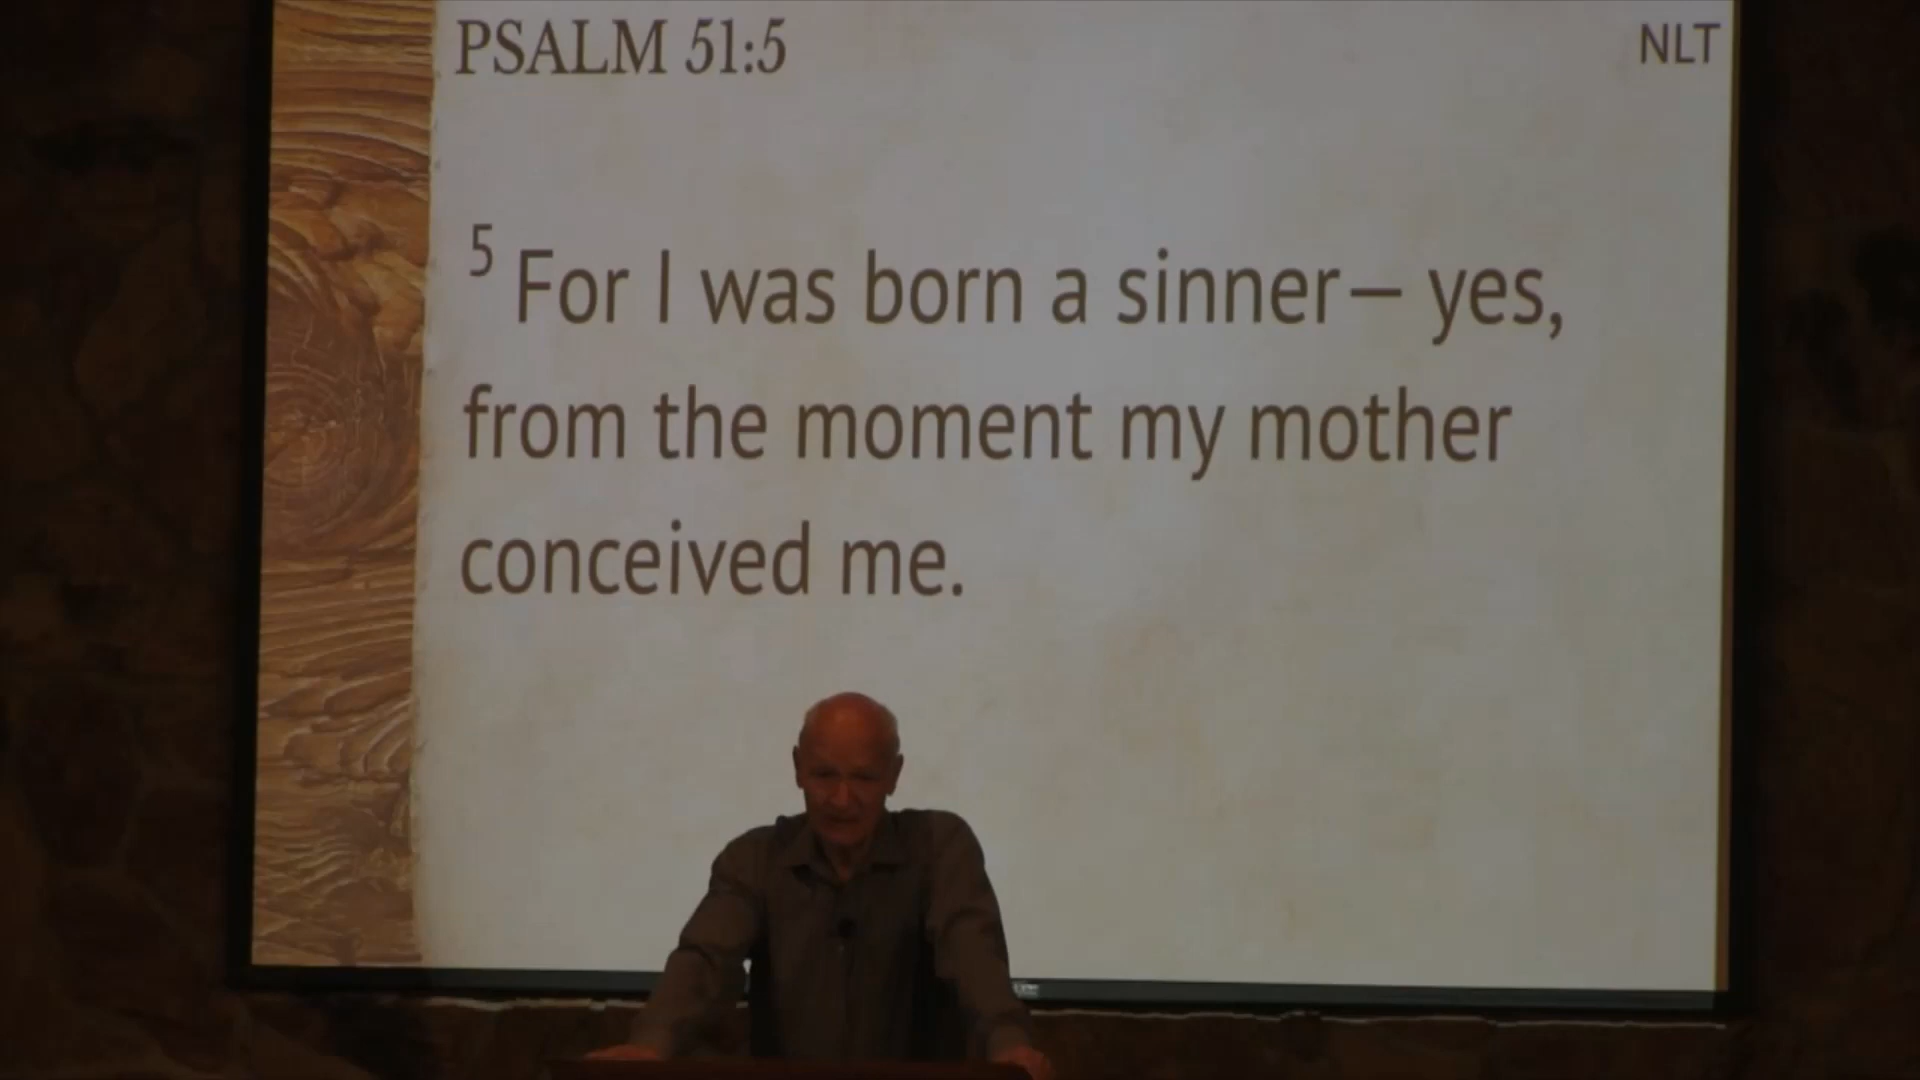 PSALM 51:5
NLT
5 For I was born a sinner– yes,
from the moment my mother
conceived me.